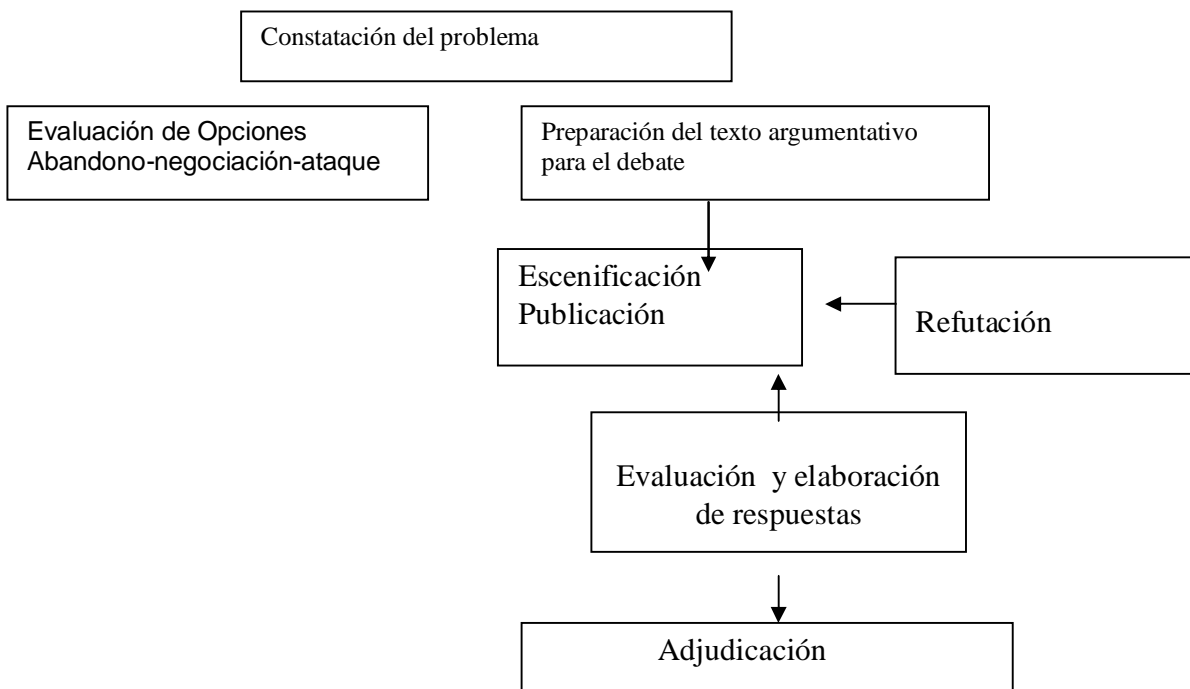 Constatación del problema
Evaluación de Opciones
Abandono-negociación-ataque
Preparación del texto argumentativo
para el debate
Escenificación
Publicación
Refutación
Evaluación y elaboración
de respuestas
Adjudicación